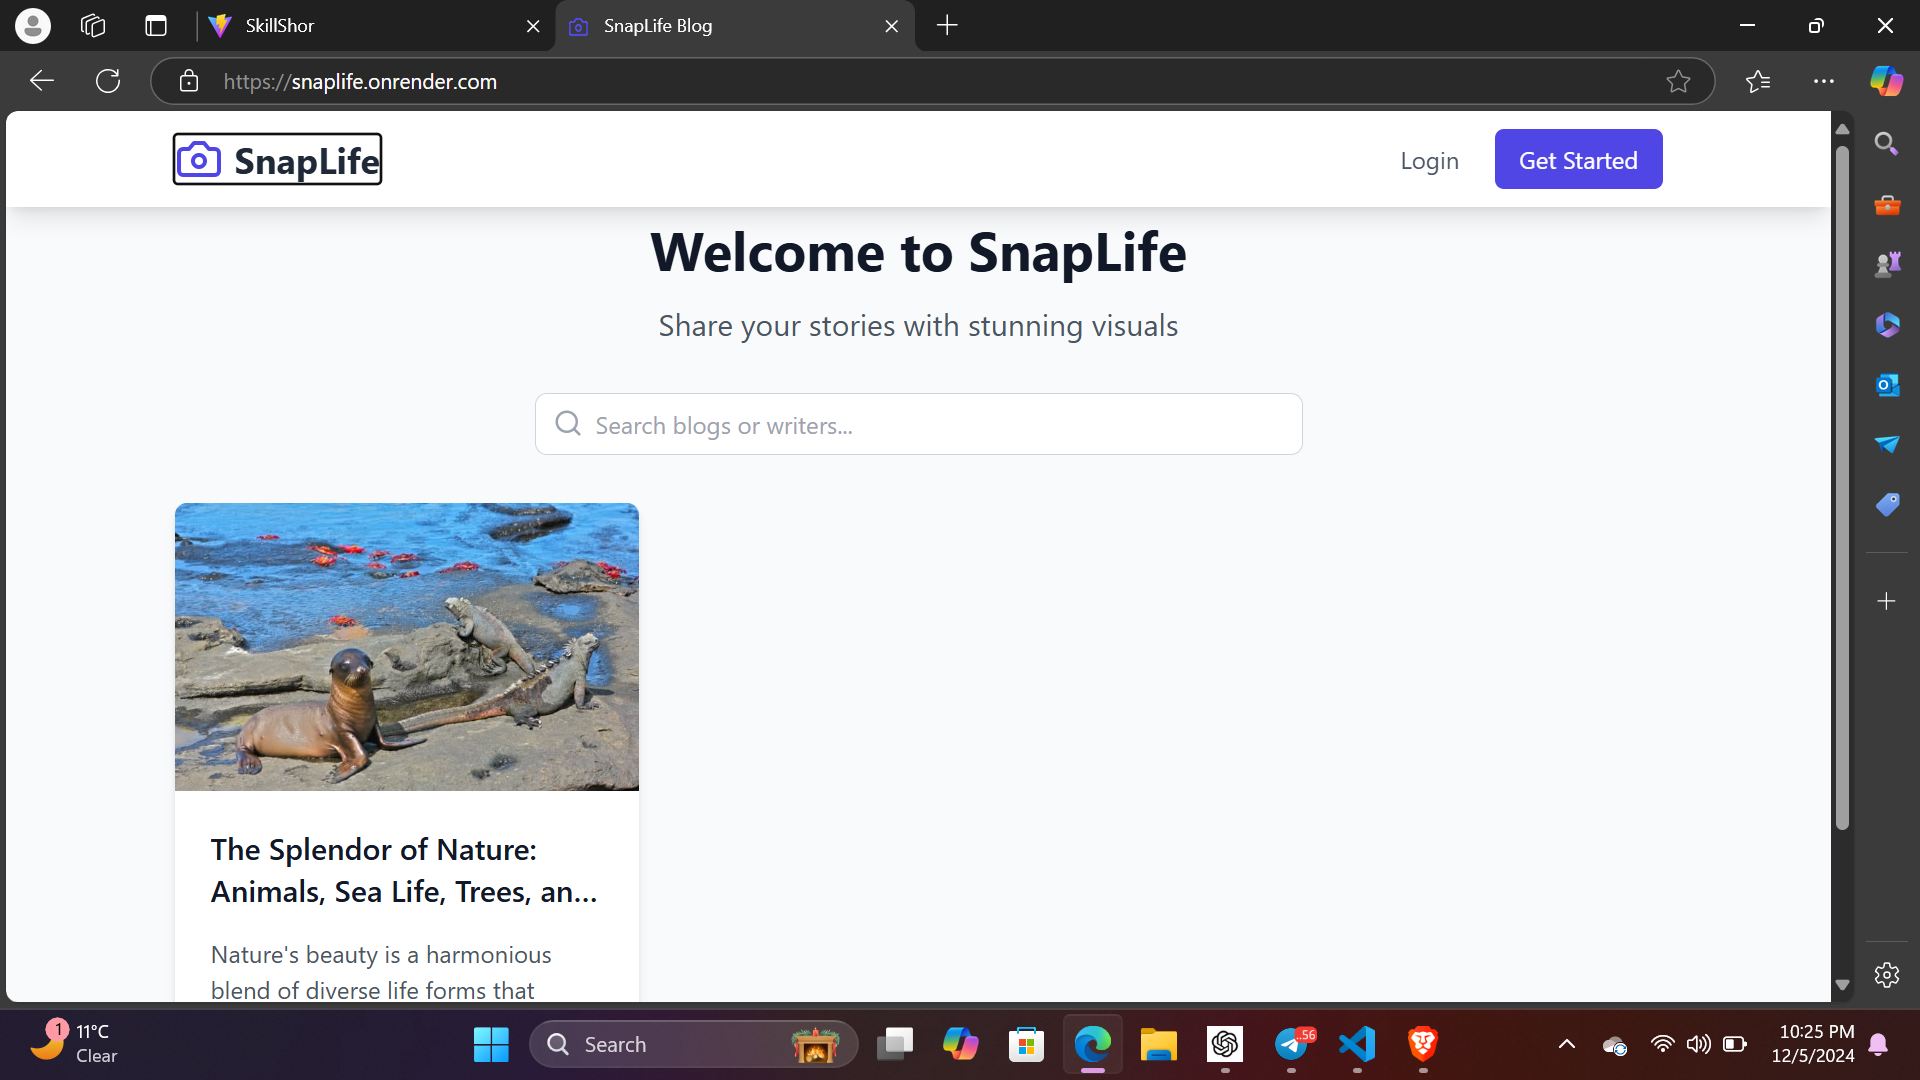 SkillShor
SnapLife Blog
https://snaplife.onrender.com
SnapLife
Login
Get Started
Welcome to SnapLife
Share your stories with stunning visuals
Search blogs or writers...
The Splendor of Nature:
Animals, Sea Life, Trees, an...
Nature's beauty is a harmonious
blend of diverse life forms that
1
11°C
Clear
Search
..56
10:25 PM
12/5/2024